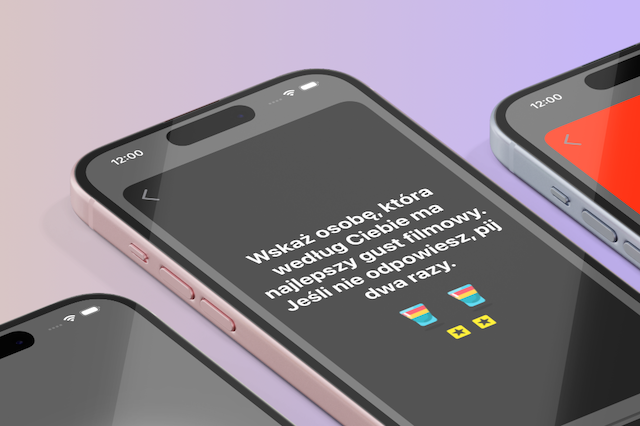 12:00
12:00
Wskaż osobę, która
według Ciebie ma
najlepszy gust filmowy.
Jeśli nie odpowiesz, pij
dwa razy.